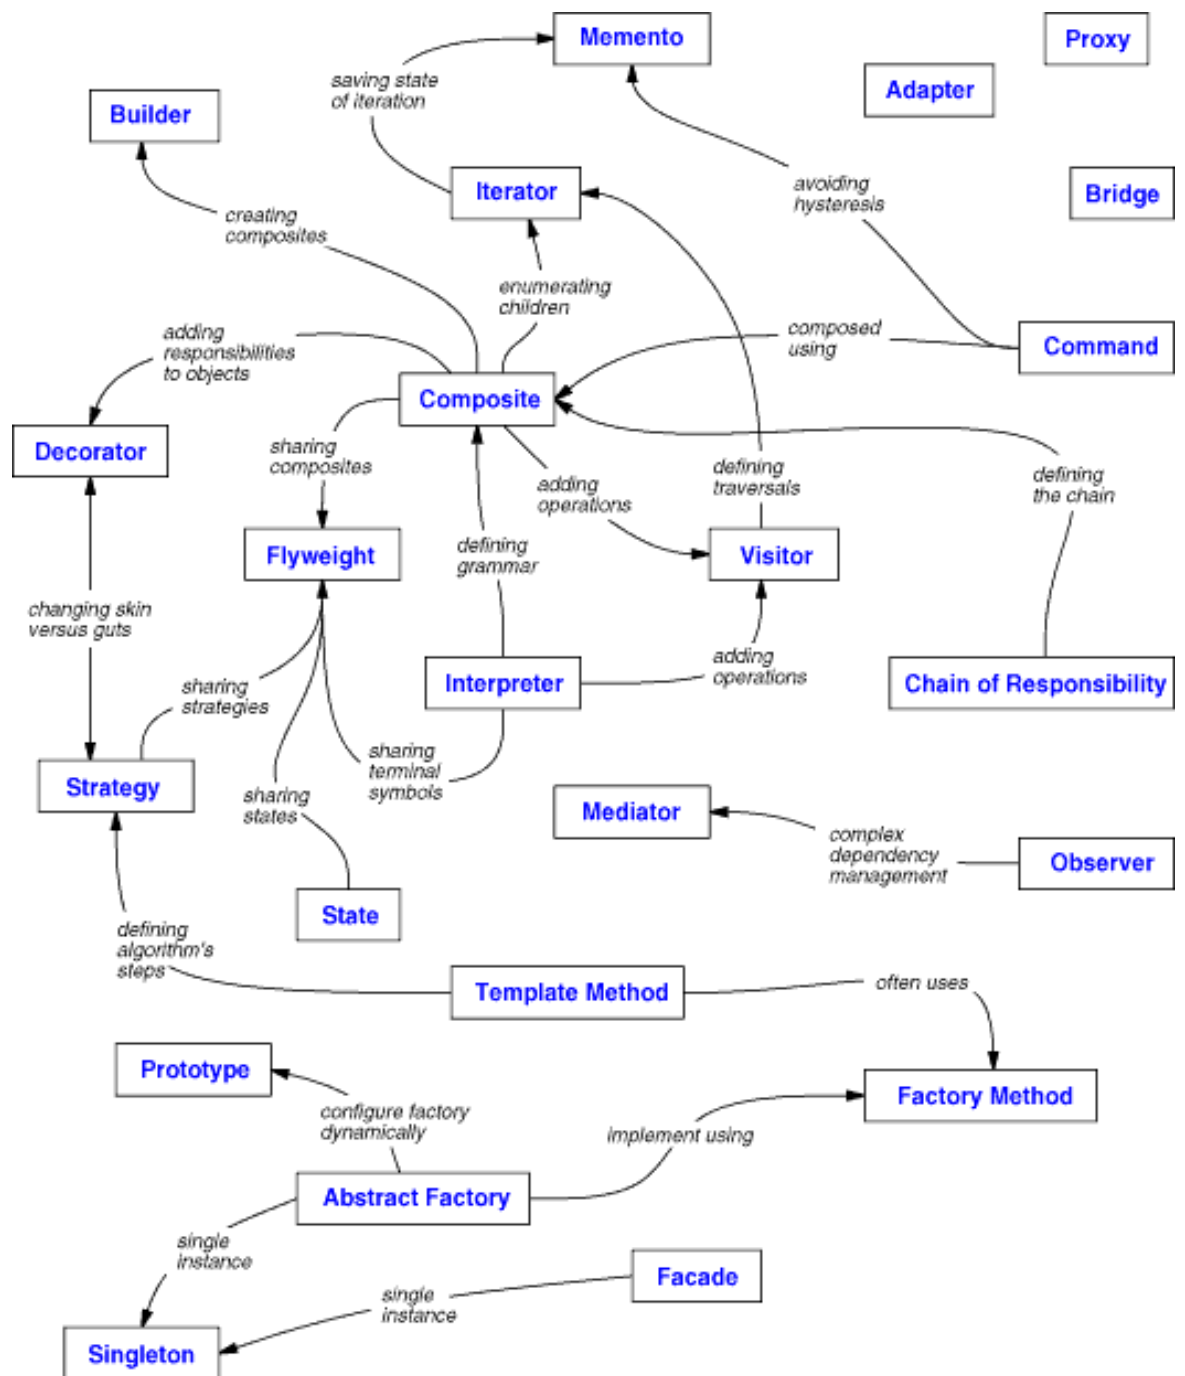 Memento
Proxy
saving state
of iteration
Adapter
Builder
Iterator
avoiding
hysteresis
Bridge
creating
composites
enumerating
children
adding
responsibilities
to objects
composed
using
Command
Composite
Decorator
sharing
composites
adding
operations
defining
traversals
defining
the chain
Flyweight
defining
grammar
Visitor
changing skin
versus guts
sharing
strategies
Interpreter
adding
operations
Chain of Responsibility
Strategy
sharing
states
sharing
terminal
symbols
Mediator
complex
dependency
management
Observer
State
defining
algorithm's
steps
Template Method
often uses
Prototype
configure factory
dynamically
implement using
Factory Method
Abstract Factory
single
instance
Facade
single
instance
Singleton